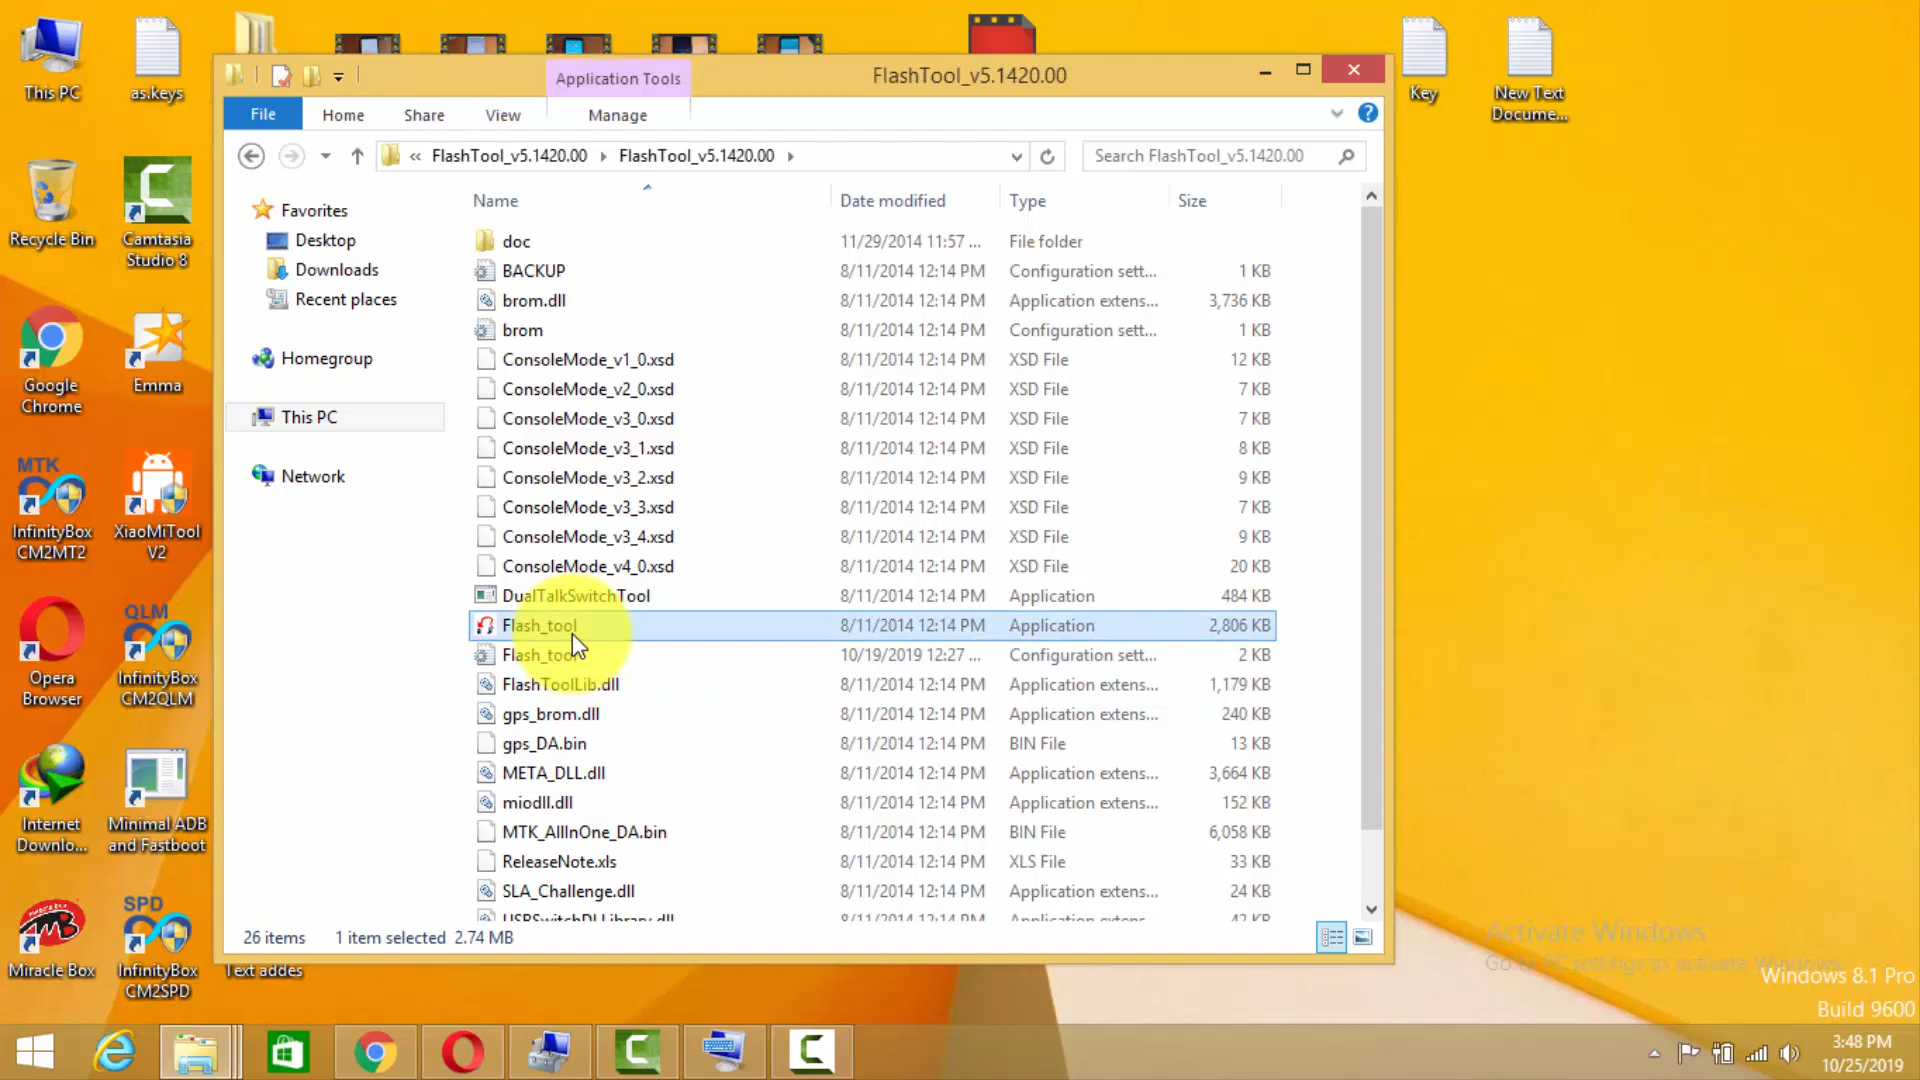 This PC
as.keys
Recycle Bin
Camtasia
Studio 8
Google
Chrome
Emma
MTK
InfinityBox
CM2MT2
XiaoMiTool
V2
Opera
Browser
QLM
InfinityBox
CM2QLM
Internet
Downlo...
Minimal ADB
and Fastboot
Miracle Box
SPD
InfinityBox
CM2SPD
Text addes
Key
New Text
Docume...
Application Tools
FlashTool_v5.1420.00
File
Home
Share
View
Manage
« FlashTool_v5.1420.00 FlashTool_v5.1420.00
Search FlashTool_v5.1420.00
Favorites
Desktop
Downloads
Recent places
Homegroup
This PC
Network
Name Date modified Type Size
doc 11/29/2014 11:57 ... File folder
BACKUP 8/11/2014 12:14 PM Configuration sett... 1 KB
brom.dll 8/11/2014 12:14 PM Application extens... 3,736 KB
brom 8/11/2014 12:14 PM Configuration sett... 1 KB
ConsoleMode_v1_0.xsd 8/11/2014 12:14 PM XSD File 12 KB
ConsoleMode_v2_0.xsd 8/11/2014 12:14 PM XSD File 7 KB
ConsoleMode_v3_0.xsd 8/11/2014 12:14 PM XSD File 7 KB
ConsoleMode_v3_1.xsd 8/11/2014 12:14 PM XSD File 8 KB
ConsoleMode_v3_2.xsd 8/11/2014 12:14 PM XSD File 9 KB
ConsoleMode_v3_3.xsd 8/11/2014 12:14 PM XSD File 7 KB
ConsoleMode_v3_4.xsd 8/11/2014 12:14 PM XSD File 9 KB
ConsoleMode_v4_0.xsd 8/11/2014 12:14 PM XSD File 20 KB
DualTalkSwitchTool 8/11/2014 12:14 PM Application 484 KB
Flash_tool 8/11/2014 12:14 PM Application 2,806 KB
Flash_tool 10/19/2019 12:27 ... Configuration sett... 2 KB
FlashToolLib.dll 8/11/2014 12:14 PM Application extens... 1,179 KB
gps_brom.dll 8/11/2014 12:14 PM Application extens... 240 KB
gps_DA.bin 8/11/2014 12:14 PM BIN File 13 KB
META_DLL.dll 8/11/2014 12:14 PM Application extens... 3,664 KB
miodll.dll 8/11/2014 12:14 PM Application extens... 152 KB
MTK_AllInOne_DA.bin 8/11/2014 12:14 PM BIN File 6,058 KB
ReleaseNote.xls 8/11/2014 12:14 PM XLS File 33 KB
SLA_Challenge.dll 8/11/2014 12:14 PM Application extens... 24 KB
USBSwitchDLLibrary.dll 8/11/2014 12:14 PM Application extens... 42 KB
26 items 1 item selected 2.74 MB
Activate Windows
Go to PC settings to activate Windows.
Windows 8.1 Pro
Build 9600
3:48 PM
10/25/2019